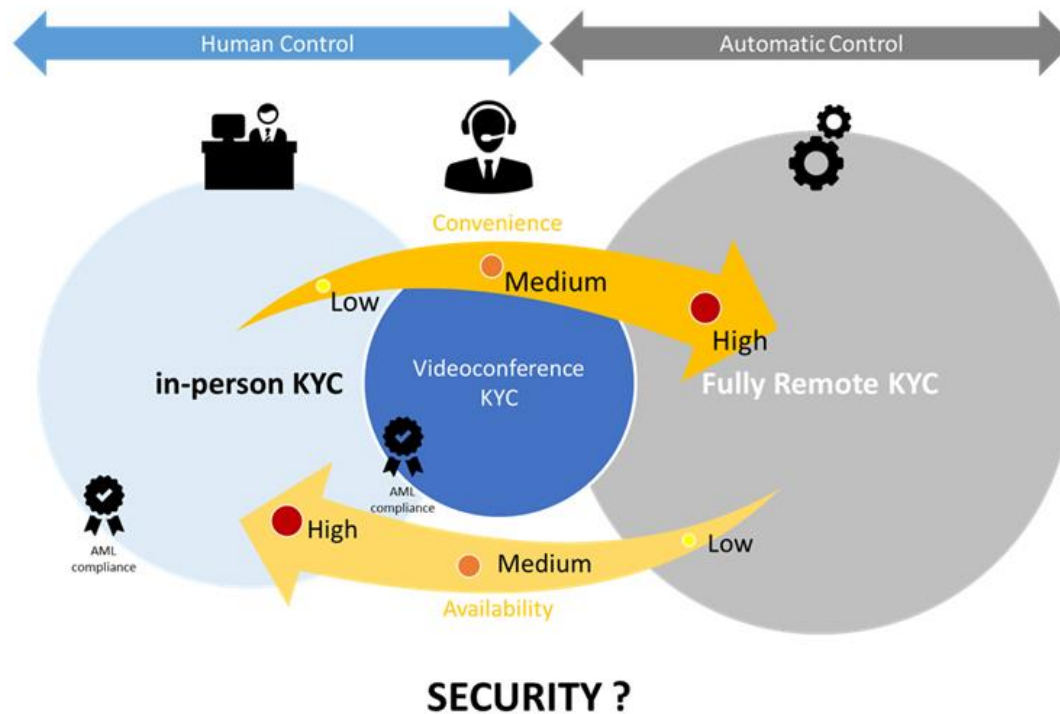 Human Control
Automatic Control
Convenience
Low
Medium
High
in-person KYC
Videoconference
KYC
Fully Remote KYC
AML
compliance
AML
compliance
High
Medium
Low
Availability
SECURITY ?